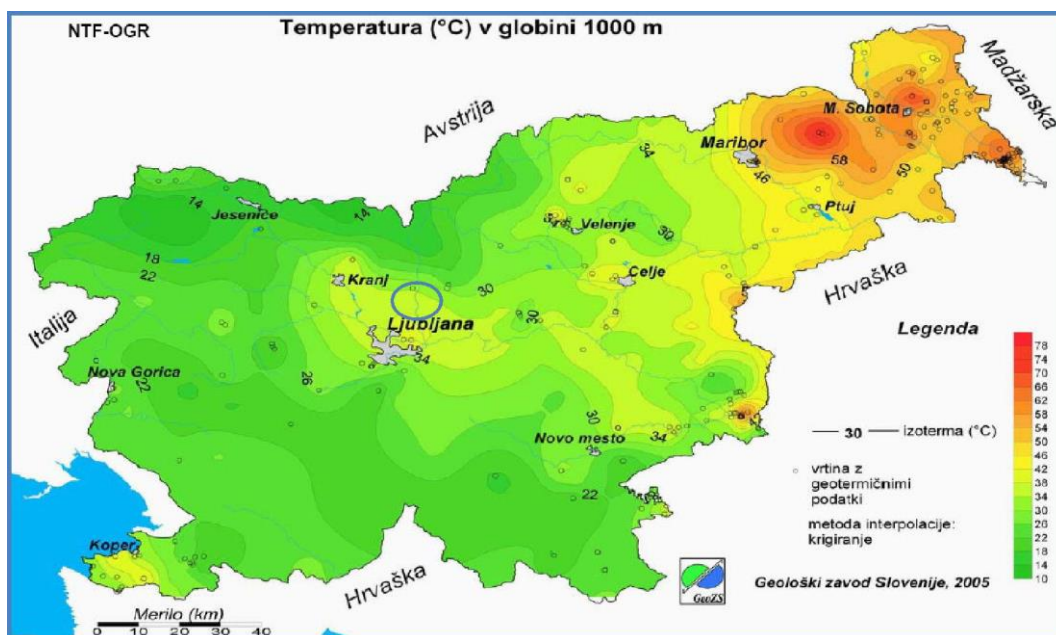 NTF-OGR
Temperatura (°C) v globini 1000 m
Avstrija
Madžarska
M. Sobota
Maribor
58
50
46
34
Ptuj
14
14
Jesenice
Velenje
30
18
22
Kranj
30
Celje
Hrvaška
30
Ljubljana
34
Italija
Legenda
Nova Gorica
22
26
30
34
Novo mesto
22
Koper
Hrvaška
Merilo (km)
0 10 20 30 40
78
74
70
66
62
58
54
50
46
42
38
34
30
26
22
18
14
10
30 izoterma (°C)
vrtina z
geotermičnimi
podatki
metoda interpolacije:
krigiranje
GeoZS
Geološki zavod Slovenije, 2005